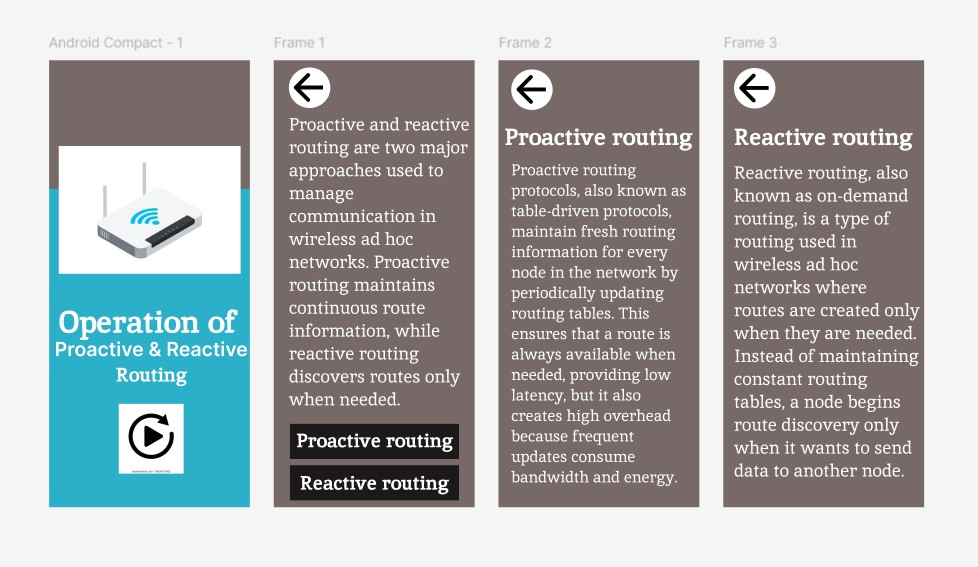 Android Compact - 1
Operation of
Proactive & Reactive
Routing
Frame 1
Proactive and reactive
routing are two major
approaches used to
manage
communication in
wireless ad hoc
networks. Proactive
routing maintains
continuous route
information, while
reactive routing
discovers routes only
when needed.
Proactive routing
Reactive routing
Frame 2
Proactive routing
Proactive routing
protocols, also known as
table-driven protocols,
maintain fresh routing
information for every
node in the network by
periodically updating
routing tables. This
ensures that a route is
always available when
needed, providing low
latency, but it also
creates high overhead
because frequent
updates consume
bandwidth and energy.
Frame 3
Reactive routing
Reactive routing, also
known as on-demand
routing, is a type of
routing used in
wireless ad hoc
networks where
routes are created only
when they are needed.
Instead of maintaining
constant routing
tables, a node begins
route discovery only
when it wants to send
data to another node.